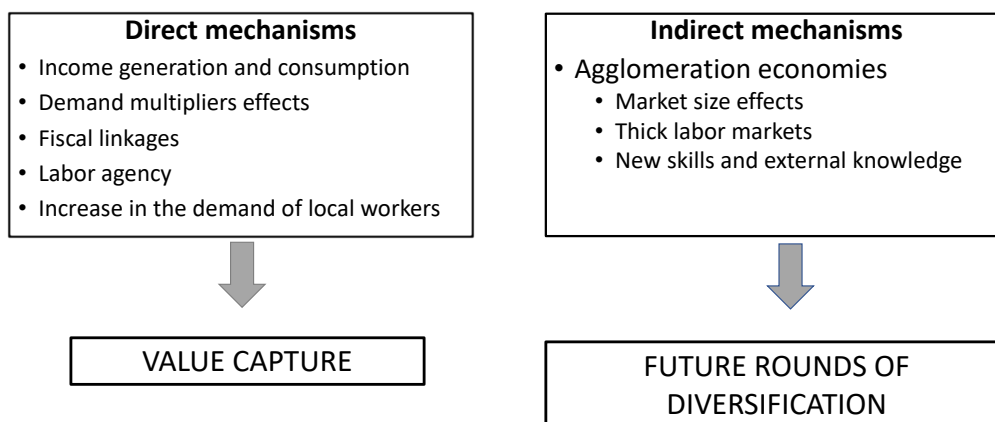 Direct mechanisms
• Income generation and consumption
• Demand multipliers effects
• Fiscal linkages
• Labor agency
• Increase in the demand of local workers
VALUE CAPTURE
Indirect mechanisms
• Agglomeration economies
• Market size effects
• Thick labor markets
• New skills and external knowledge
FUTURE ROUNDS OF
DIVERSIFICATION